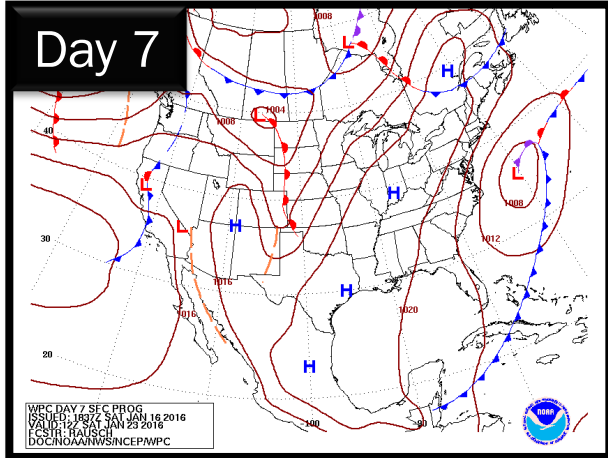 Day 7
1008
L
H
L
1004
1008
40
L
L
1008
H
L
H
30
1012
1016
H
1016
1020
20
H
WPC DAY 7 SFC PROG
ISSUED: 1837Z SAT JAN 16 2016
VALID: 12Z SAT JAN 23 2016
FCSTR: RAUSCH
DOC/NOAA/NWS/NCEP/WPC
-100
-80
NOAA